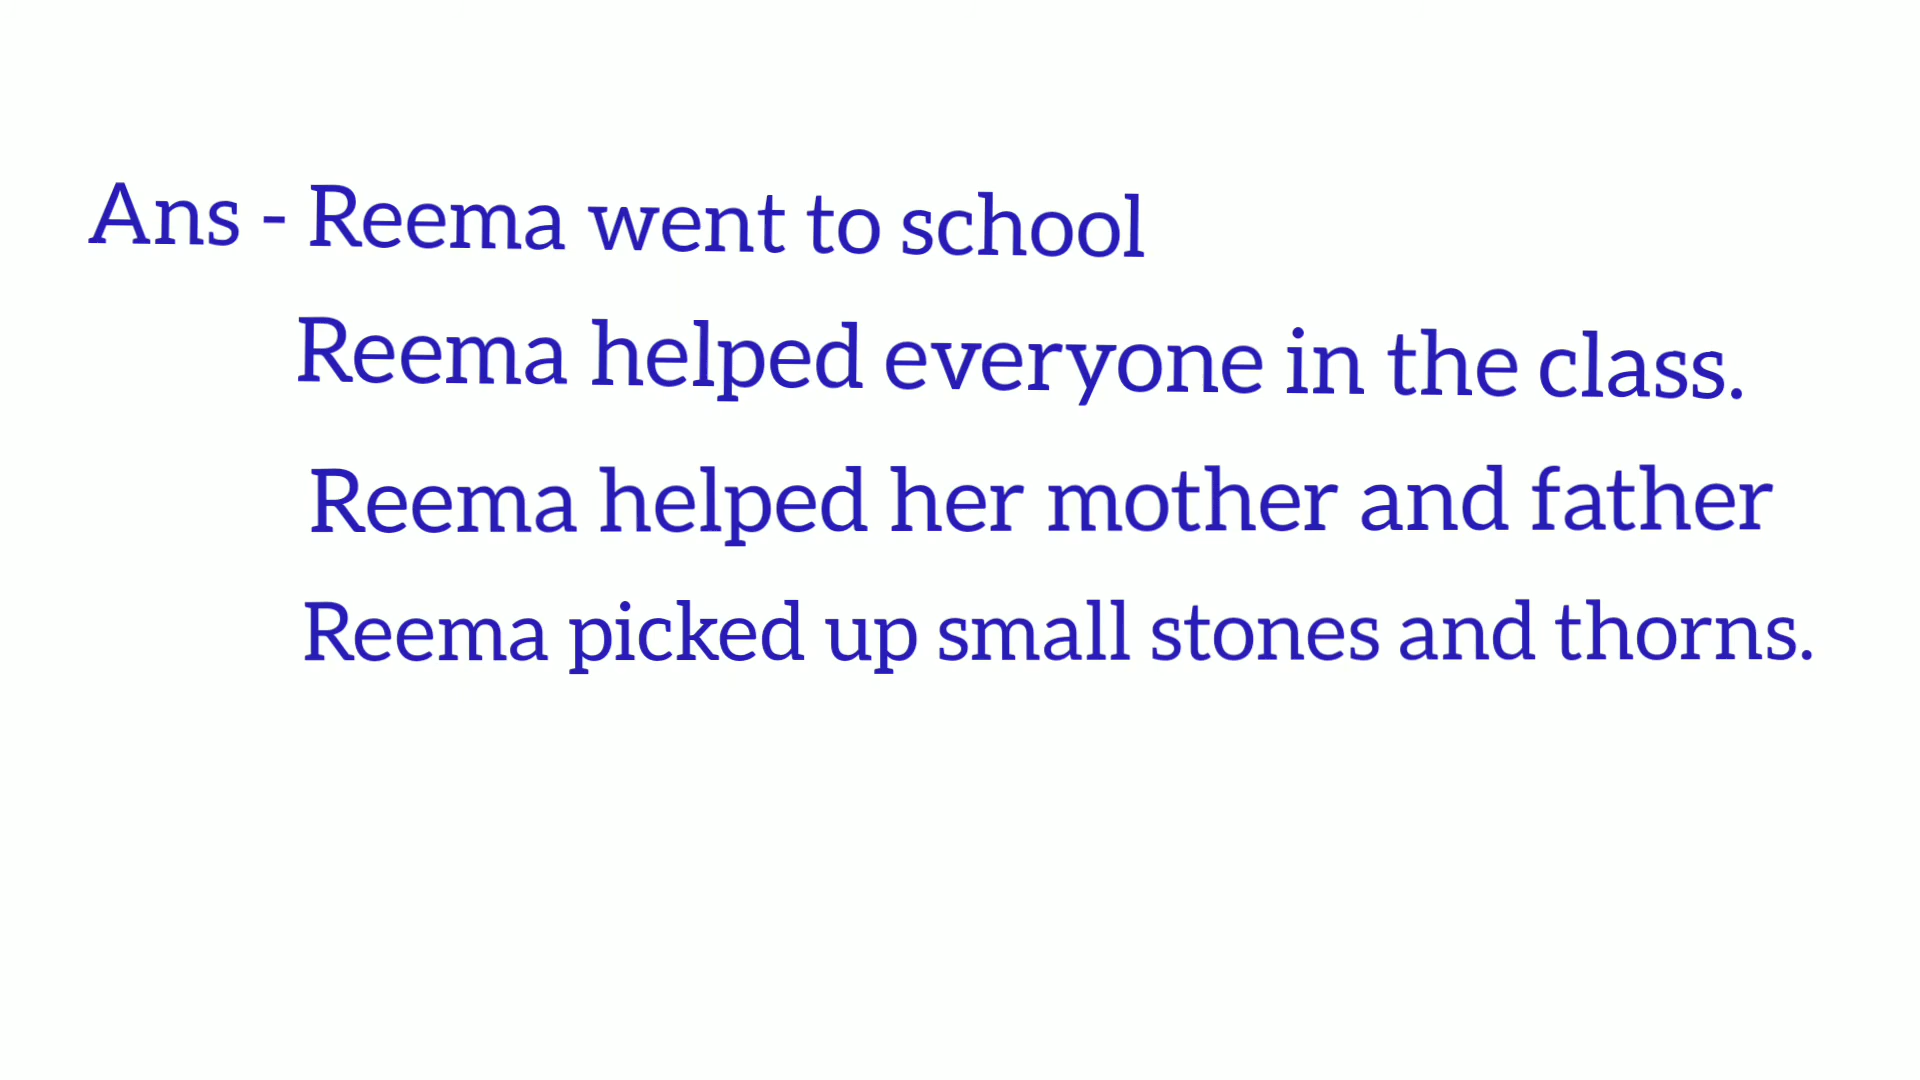 Ans - Reema went to school
Reema helped everyone in the class.
Reema helped her mother and father
Reema picked up small stones and thorns.